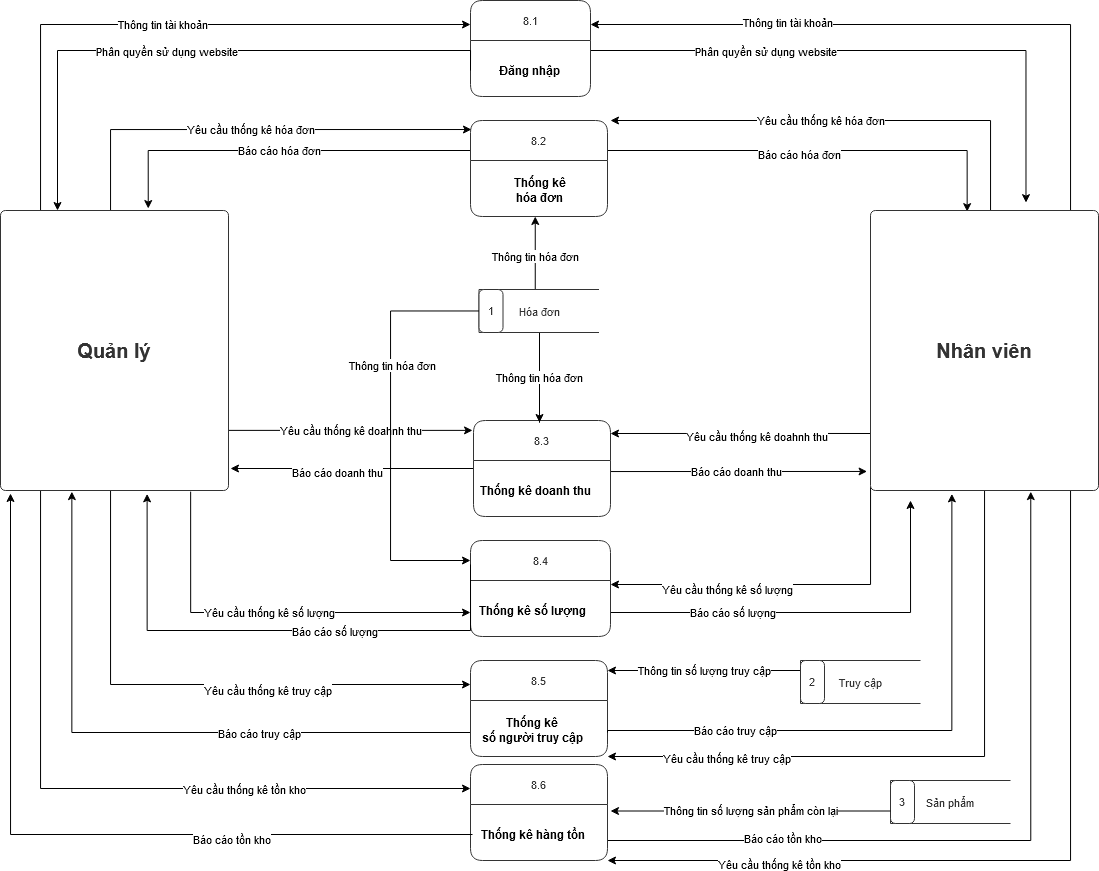 Thông tin tài khoản
8.1
Thông tin tài khoản
Phân quyền sử dụng website
Đăng nhập
Phân quyền sử dụng website
Yêu cầu thống kê hóa đơn
8.2
Yêu cầu thống kê hóa đơn
Báo cáo hóa đơn
Báo cáo hóa đơn
Thống kê
hóa đơn
Thông tin hóa đơn
1
Hóa đơn
Quản lý
Nhân viên
Thông tin hóa đơn
Thông tin hóa đơn
Yêu cầu thống kê doahnh thu
8.3
Yêu cầu thống kê doahnh thu
Báo cáo doanh thu
Báo cáo doanh thu
Thống kê doanh thu
8.4
Yêu cầu thống kê số lượng
Yêu cầu thống kê số lượng
Thống kê số lượng
Báo cáo số lượng
Báo cáo số lượng
8.5
Thông tin số lượng truy cập
2
Truy cập
Yêu cầu thống kê truy cập
Thống kê
số người truy cập
Báo cáo truy cập
Báo cáo truy cập
Yêu cầu thống kê truy cập
8.6
Yêu cầu thống kê tồn kho
Thông tin số lượng sản phẩm còn lại
3
Sản phẩm
Thống kê hàng tồn
Báo cáo tồn kho
Báo cáo tồn kho
Yêu cầu thống kê tồn kho